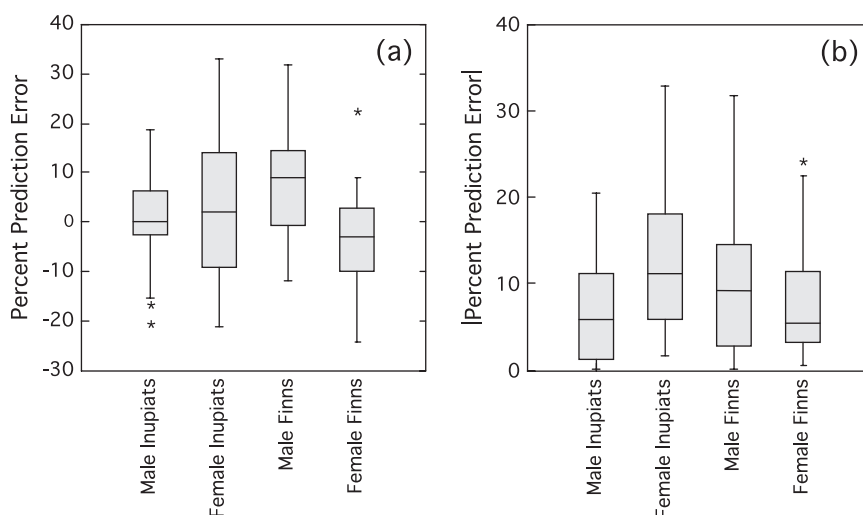 (a)
Percent Prediction Error
40
30
20
10
0
-10
-20
-30
*
*
*
Male Inupiats
Female Inupiats
Male Finns
Female Finns
(b)
|Percent Prediction Error|
40
30
20
10
0
*
Male Inupiats
Female Inupiats
Male Finns
Female Finns